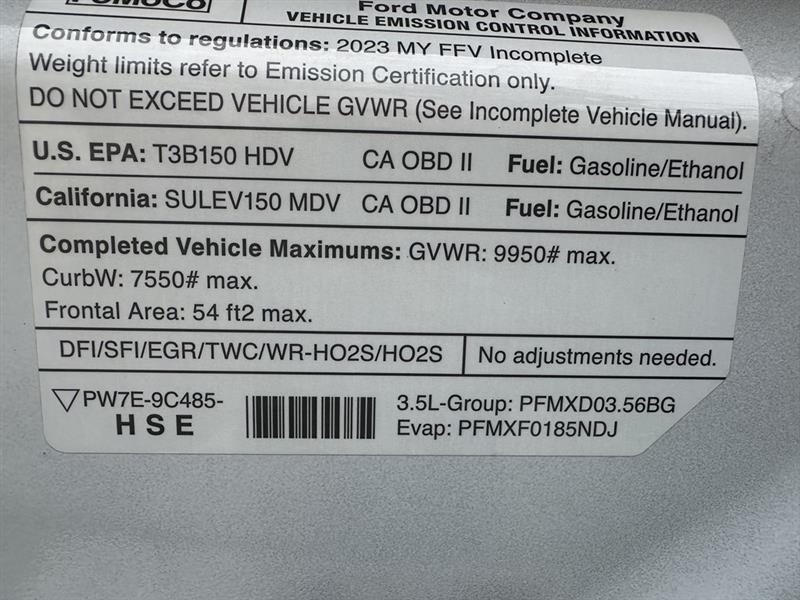 FOMOCO
Ford Motor Company
VEHICLE EMISSION CONTROL INFORMATION
Conforms to regulations: 2023 MY FFV Incomplete
Weight limits refer to Emission Certification only.
DO NOT EXCEED VEHICLE GVWR (See Incomplete Vehicle Manual).
U.S. EPA: T3B150 HDV CA OBD II Fuel: Gasoline/Ethanol
California: SULEV150 MDV CA OBD II Fuel: Gasoline/Ethanol
Completed Vehicle Maximums: GVWR: 9950# max.
CurbW: 7550# max.
Frontal Area: 54 ft2 max.
DFI/SFI/EGR/TWC/WR-HO2S/HO2S No adjustments needed.
PW7E-9C485-
HSE
3.5L-Group: PFMXD03.56BG
Evap: PFMXF0185NDJ